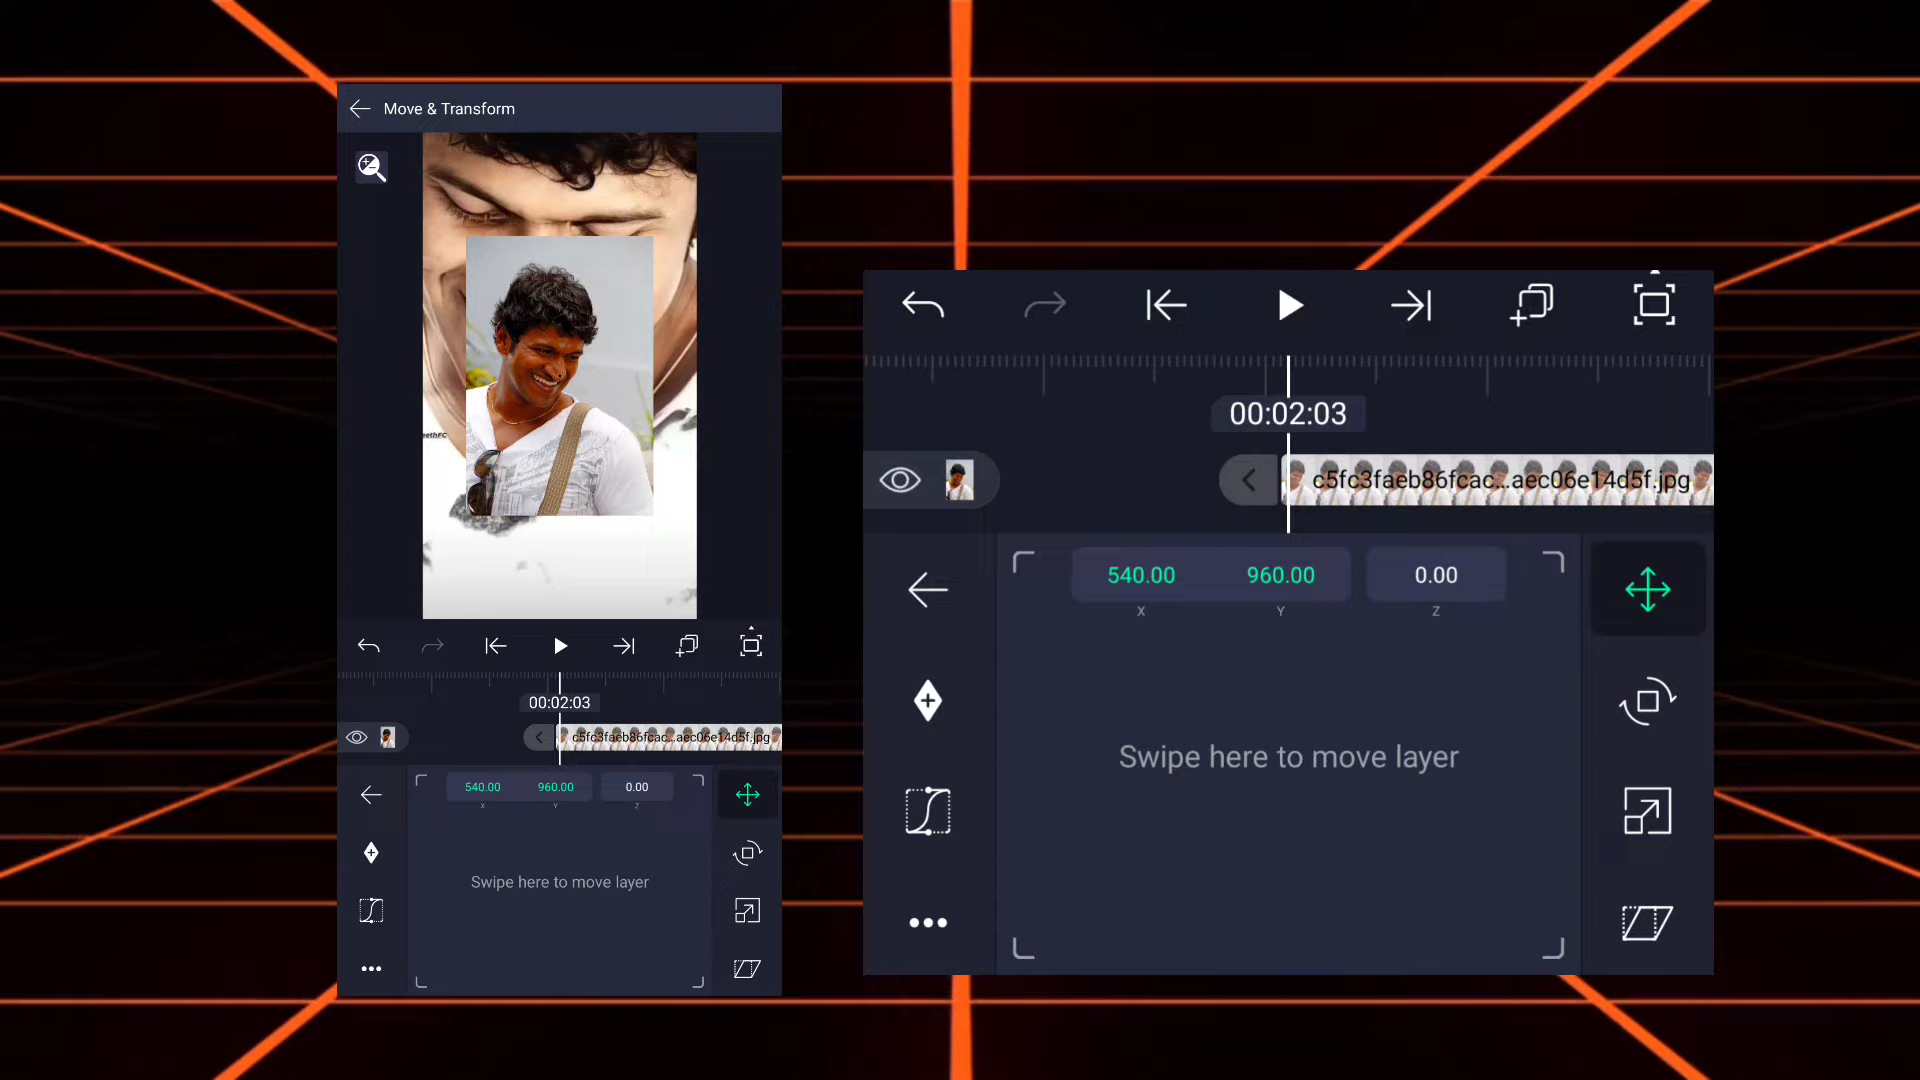 Move & Transform
eethFC
00:02:03
c5fc3faeb86fcac...aec06e14d5f.jpg
540.00 960.00 0.00
X Y Z
Swipe here to move layer
00:02:03
c5fc3faeb86fcac...aec06e14d5f.jpg
540.00 960.00 0.00
X Y Z
Swipe here to move layer